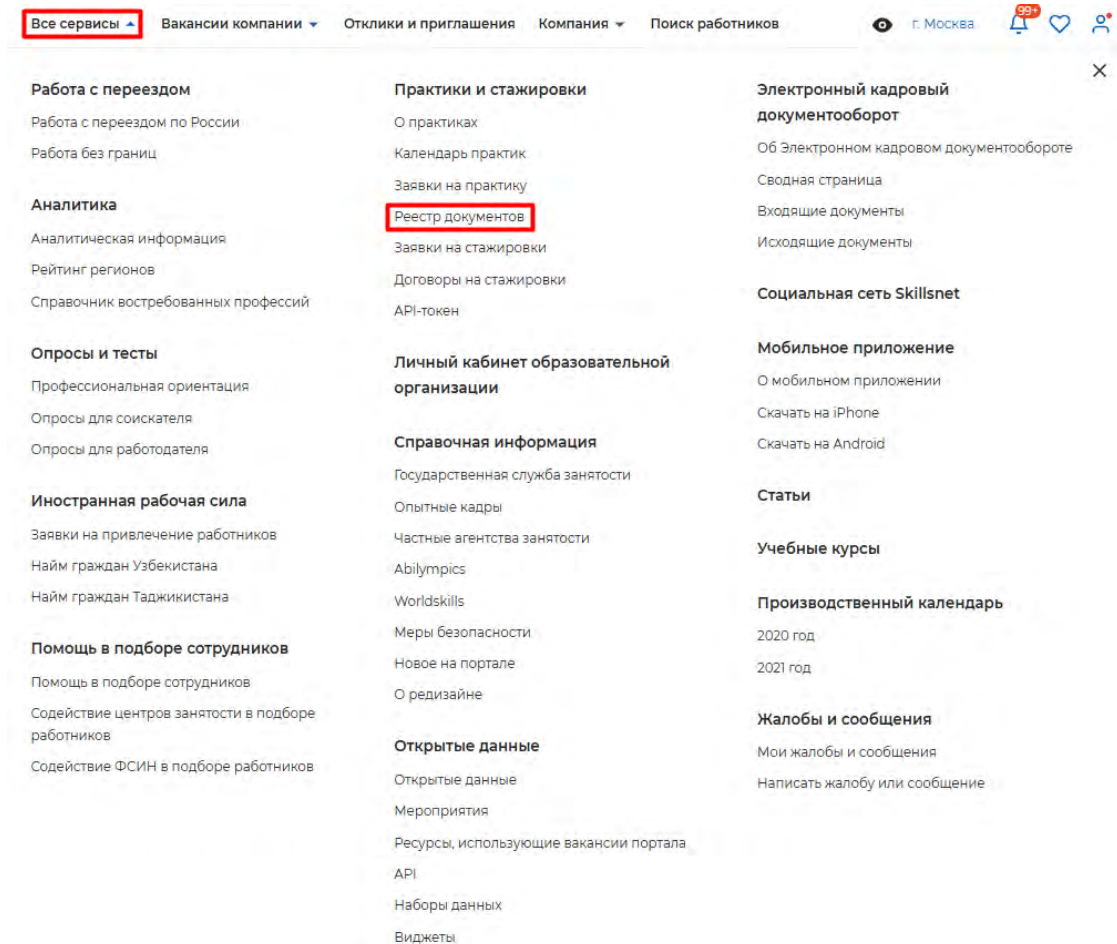 Все сервисы
Вакансии компании
Отклики и приглашения
Компания
Поиск работников
г. Москва
99+
Работа с переездом
Работа с переездом по России
Работа без границ
Аналитика
Аналитическая информация
Рейтинг регионов
Справочник востребованных профессий
Опросы и тесты
Профессиональная ориентация
Опросы для соискателя
Опросы для работодателя
Иностранная рабочая сила
Заявки на привлечение работников
Найм граждан Узбекистана
Найм граждан Таджикистана
Помощь в подборе сотрудников
Помощь в подборе сотрудников
Содействие центров занятости в подборе
работников
Содействие ФСИН в подборе работников
Практики и стажировки
О практиках
Календарь практик
Заявки на практику
Реестр документов
Заявки на стажировки
Договоры на стажировки
API-токен
Личный кабинет образовательной
организации
Справочная информация
Государственная служба занятости
Опытные кадры
Частные агентства занятости
Abilympics
Worldskills
Меры безопасности
Новое на портале
О редизайне
Открытые данные
Открытые данные
Мероприятия
Ресурсы, использующие вакансии портала
API
Наборы данных
Виджеты
Электронный кадровый
документооборот
Об Электронном кадровом документообороте
Сводная страница
Входящие документы
Исходящие документы
Социальная сеть Skillsnet
Мобильное приложение
О мобильном приложении
Скачать на iPhone
Скачать на Android
Статьи
Учебные курсы
Производственный календарь
2020 год
2021 год
Жалобы и сообщения
Мои жалобы и сообщения
Написать жалобу или сообщение